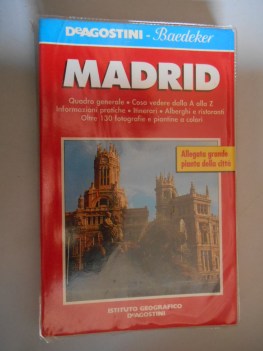 DeAGOSTINI - Baedeker
MADRID
Quadro generale • Cosa vedere dalla A alla Z
Informazioni pratiche • Itinerari • Alberghi e ristoranti
Oltre 130 fotografie e piantine a colori
Allegata grande
pianta della città
ISTITUTO GEOGRAFICO
DeAGOSTINI